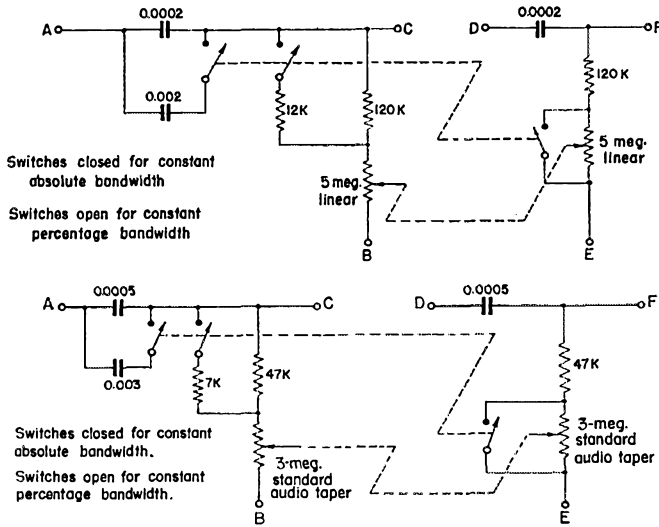 0.0002
0.0002
A
C
D
F
0.002
12K
120K
120K
Switches closed for constant
absolute bandwidth
5 meg.
linear
5 meg.
linear
Switches open for constant
percentage bandwidth
B
E
0.0005
0.0005
A
C
D
F
0.003
7K
47K
47K
Switches closed for constant
absolute bandwidth.
3-meg.
standard
audio taper
3-meg.
standard
audio taper
Switches open for constant
percentage bandwidth.
B
E